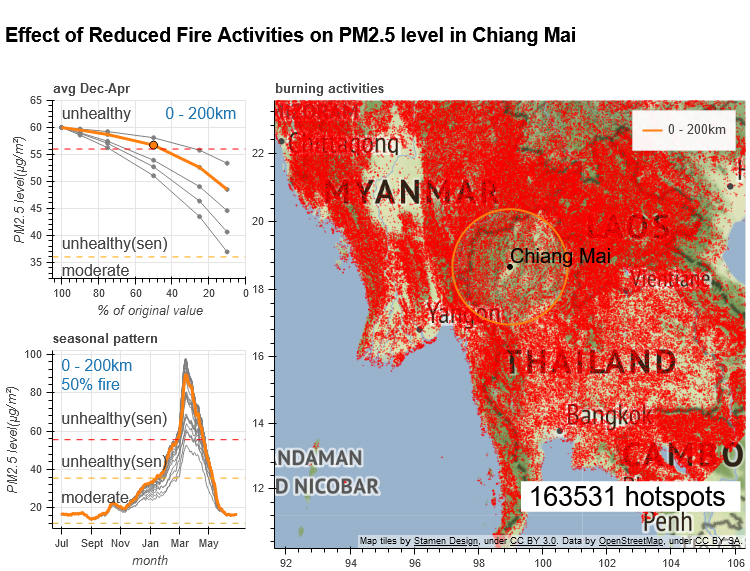 Effect of Reduced Fire Activities on PM2.5 level in Chiang Mai
avg Dec-Apr
65
60
55
50
45
40
35
PM2.5 level(μg/m²)
unhealthy
0 - 200km
unhealthy(sen)
moderate
100 80 60 40 20 0
% of original value
seasonal pattern
100
80
60
40
20
PM2.5 level(μg/m²)
0 - 200km
50% fire
unhealthy(sen)
unhealthy(sen)
moderate
Jul Sept Nov Jan Mar May
month
burning activities
22
20
18
16
14
12
0 - 200km
Chittagong
MYANMAR
LAOS
Chiang Mai
Vientiane
Yangon
THAILAND
Bangkok
CAMBO
NDAMAN
D NICOBAR
163531 hotspots
Penh
Map tiles by Stamen Design, under CC BY 3.0. Data by OpenStreetMap, under CC BY SA.
92 94 96 98 100 102 104 106